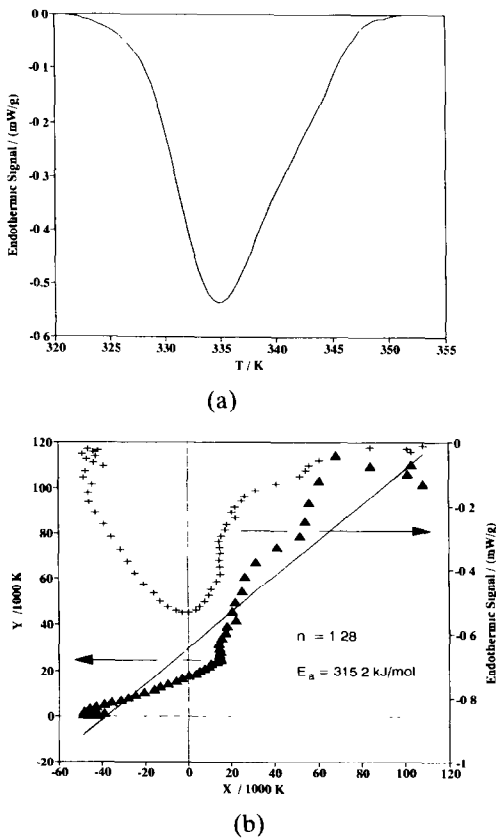 0 0
-0 1
-0 2
-0 3
-0 4
-0 5
-0 6
Endothermic Signal / (mW/g)
320 325 330 335 340 345 350 355
T / K
(a)
120
100
80
60
40
20
0
-20
Y /1000 K
0
-0 2
-0 4
-0 6
-0 8
-1
Endothermic Signal / (mW/g)
n = 1 28
E a = 315 2 kJ/mol
-60 -40 -20 0 20 40 60 80 100 120
X / 1000 K
(b)